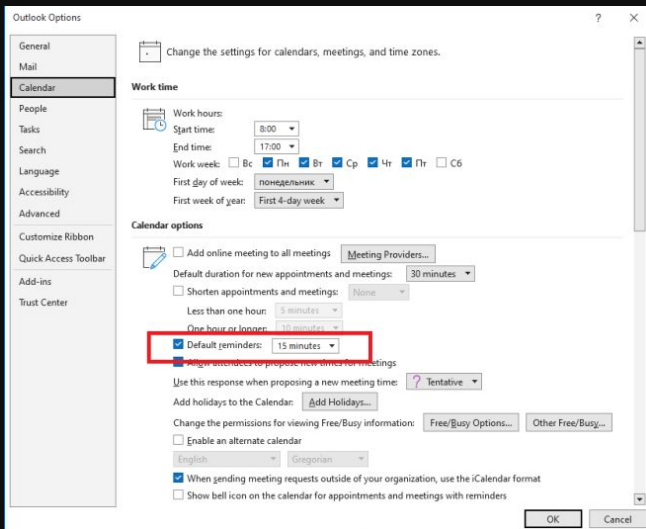 Outlook Options
?
General
Mail
Calendar
People
Tasks
Search
Language
Accessibility
Advanced
Customize Ribbon
Quick Access Toolbar
Add-ins
Trust Center
Change the settings for calendars, meetings, and time zones.
Work time
Work hours:
Start time: 8:00
End time: 17:00
Work week: Вс Пн Вт Ср Чт Пт Сб
First day of week: понедельник
First week of year: First 4-day week
Calendar options
Add online meeting to all meetings Meeting Providers...
Default duration for new appointments and meetings: 30 minutes
Shorten appointments and meetings: None
Less than one hour: 5 minutes
One hour or longer: 10 minutes
Default reminders: 15 minutes
Allow attendees to propose new times for meetings
Use this response when proposing a new meeting time: ? Tentative
Add holidays to the Calendar: Add Holidays...
Change the permissions for viewing Free/Busy information: Free/Busy Options... Other Free/Busy...
Enable an alternate calendar
English Gregorian
When sending meeting requests outside of your organization, use the iCalendar format
Show bell icon on the calendar for appointments and meetings with reminders
OK Cancel